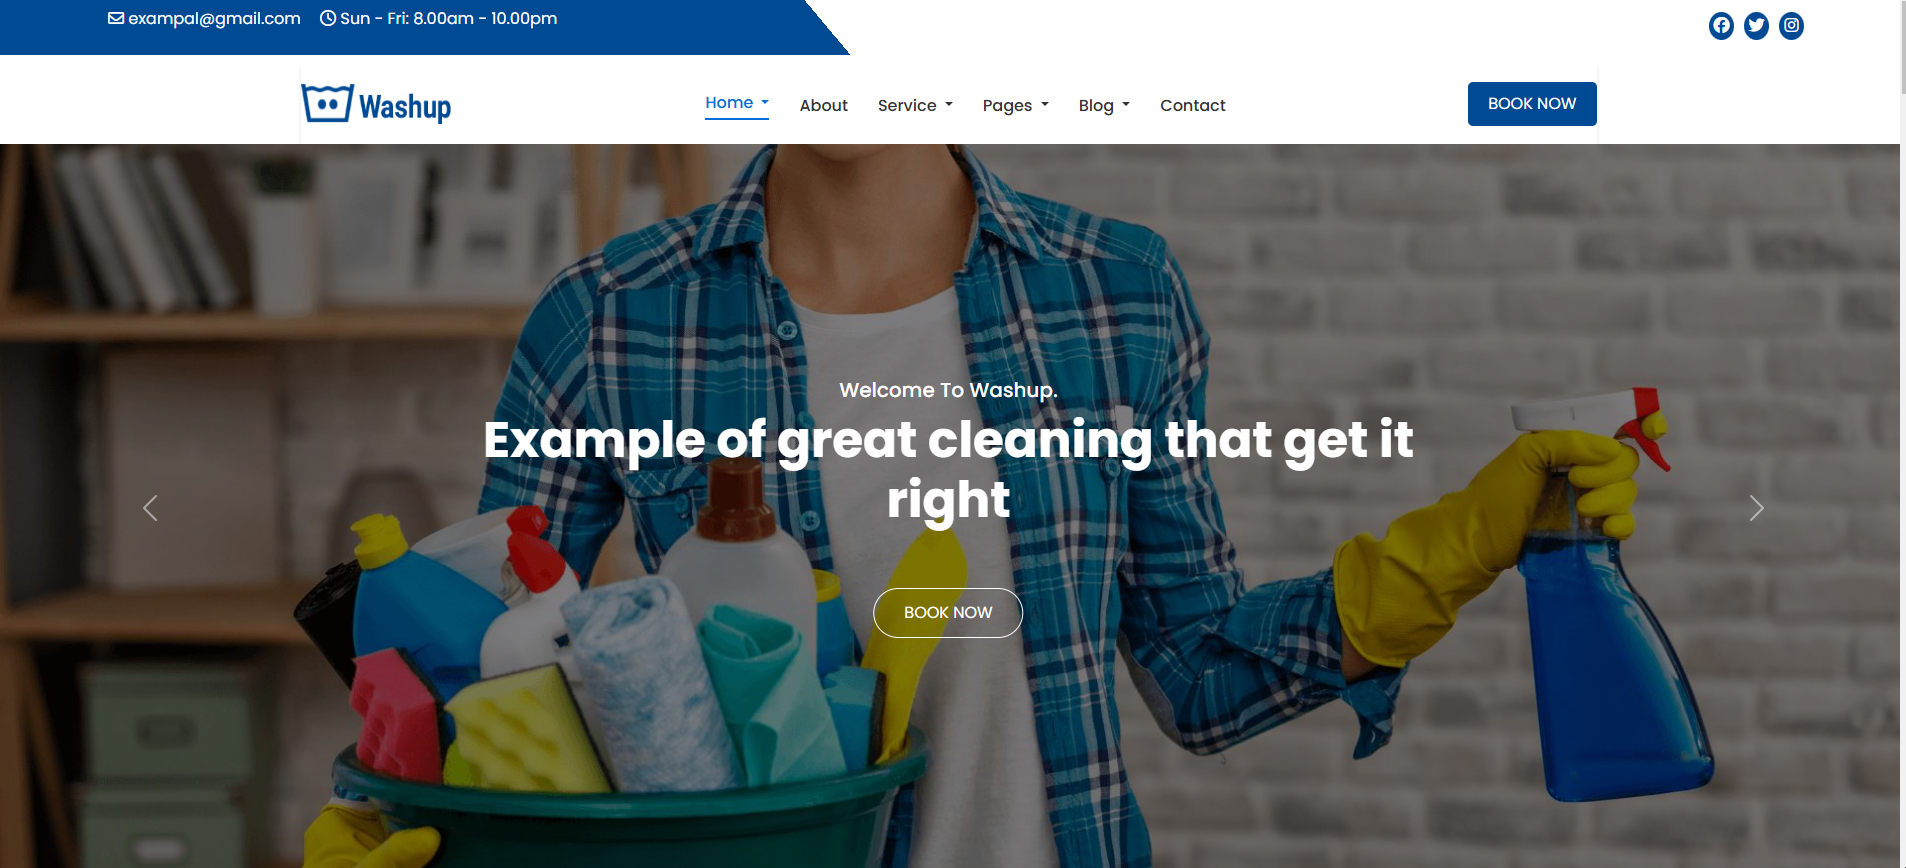 exampal@gmail.com Sun - Fri: 8.00am - 10.00pm
Washup Home About Service Pages Blog Contact BOOK NOW
Welcome To Washup.
Example of great cleaning that get it
right
BOOK NOW